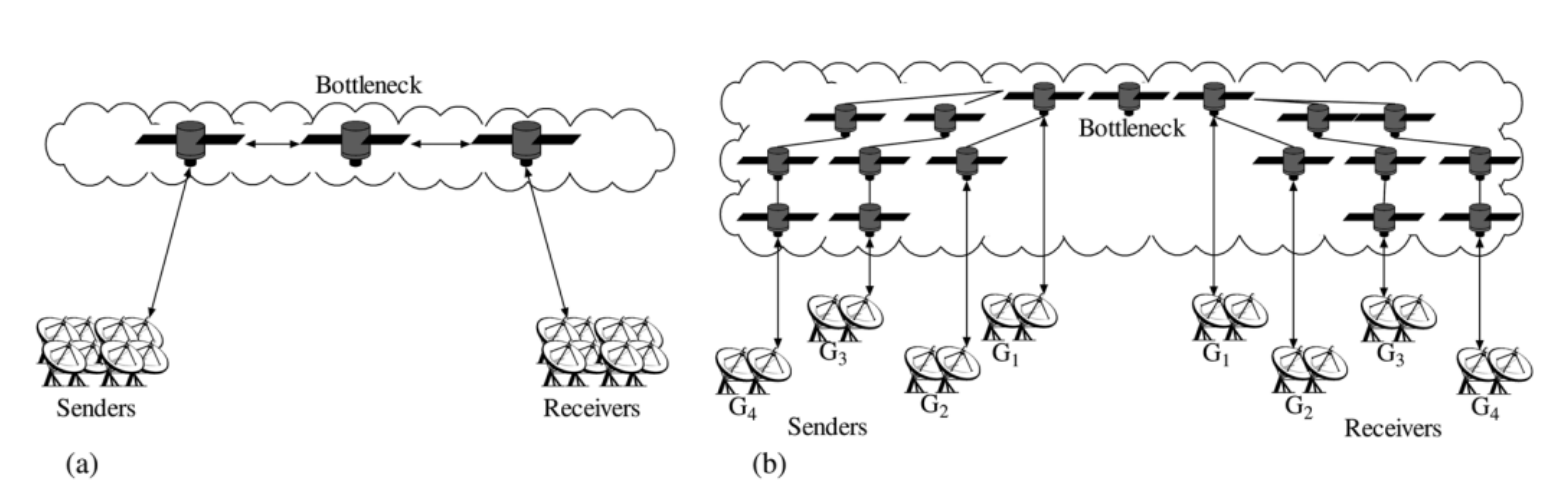 Bottleneck
Senders
Receivers
(a)
Bottleneck
G4
G3
G2
G1
G1
G2
G3
G4
Senders
Receivers
(b)